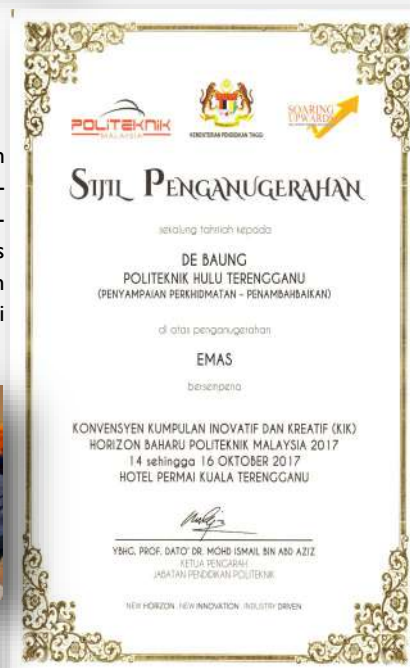 POLITEKNIK
MALAYSIA
KEMENTERIAN PENDIDIKAN TINGGI
SOARING
UPWARDS
SIJIL PENGANUGERAHAN
sekalung tahniah kepada
DE BAUNG
POLITEKNIK HULU TERENGGANU
(PENYAMPAIAN PERKHIDMATAN – PENAMBAHBAIKAN)
di atas penganugerahan
EMAS
bersempena
KONVENSYEN KUMPULAN INOVATIF DAN KREATIF (KIK)
HORIZON BAHARU POLITEKNIK MALAYSIA 2017
14 sehingga 16 OKTOBER 2017
HOTEL PERMAI KUALA TERENGGANU
YBHG. PROF. DATO' DR. MOHD ISMAIL BIN ABD AZIZ
KETUA PENGARAH
JABATAN PENDIDIKAN POLITEKNIK
NEW HORIZON . NEW INNOVATION . INDUSTRY DRIVEN